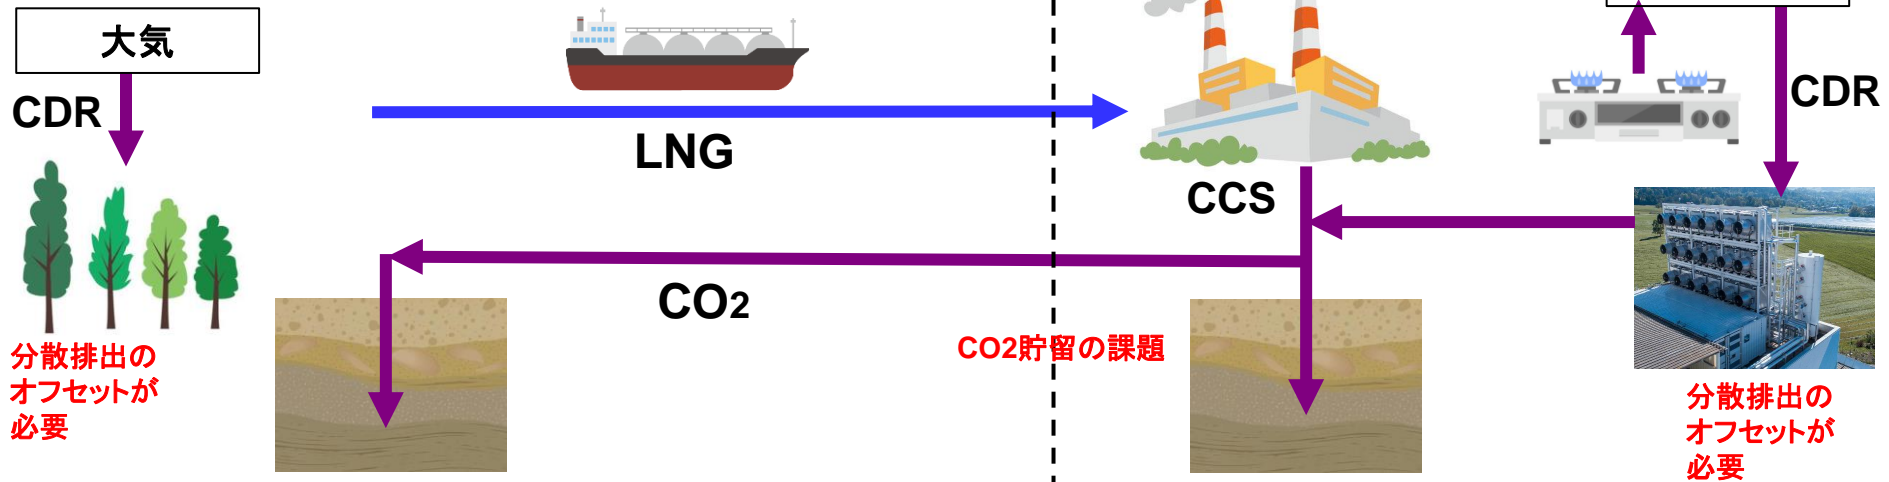 大気
CDR
LNG
CCS
CDR
CO2
CO2貯留の課題
分散排出の
オフセットが
必要
分散排出の
オフセットが
必要